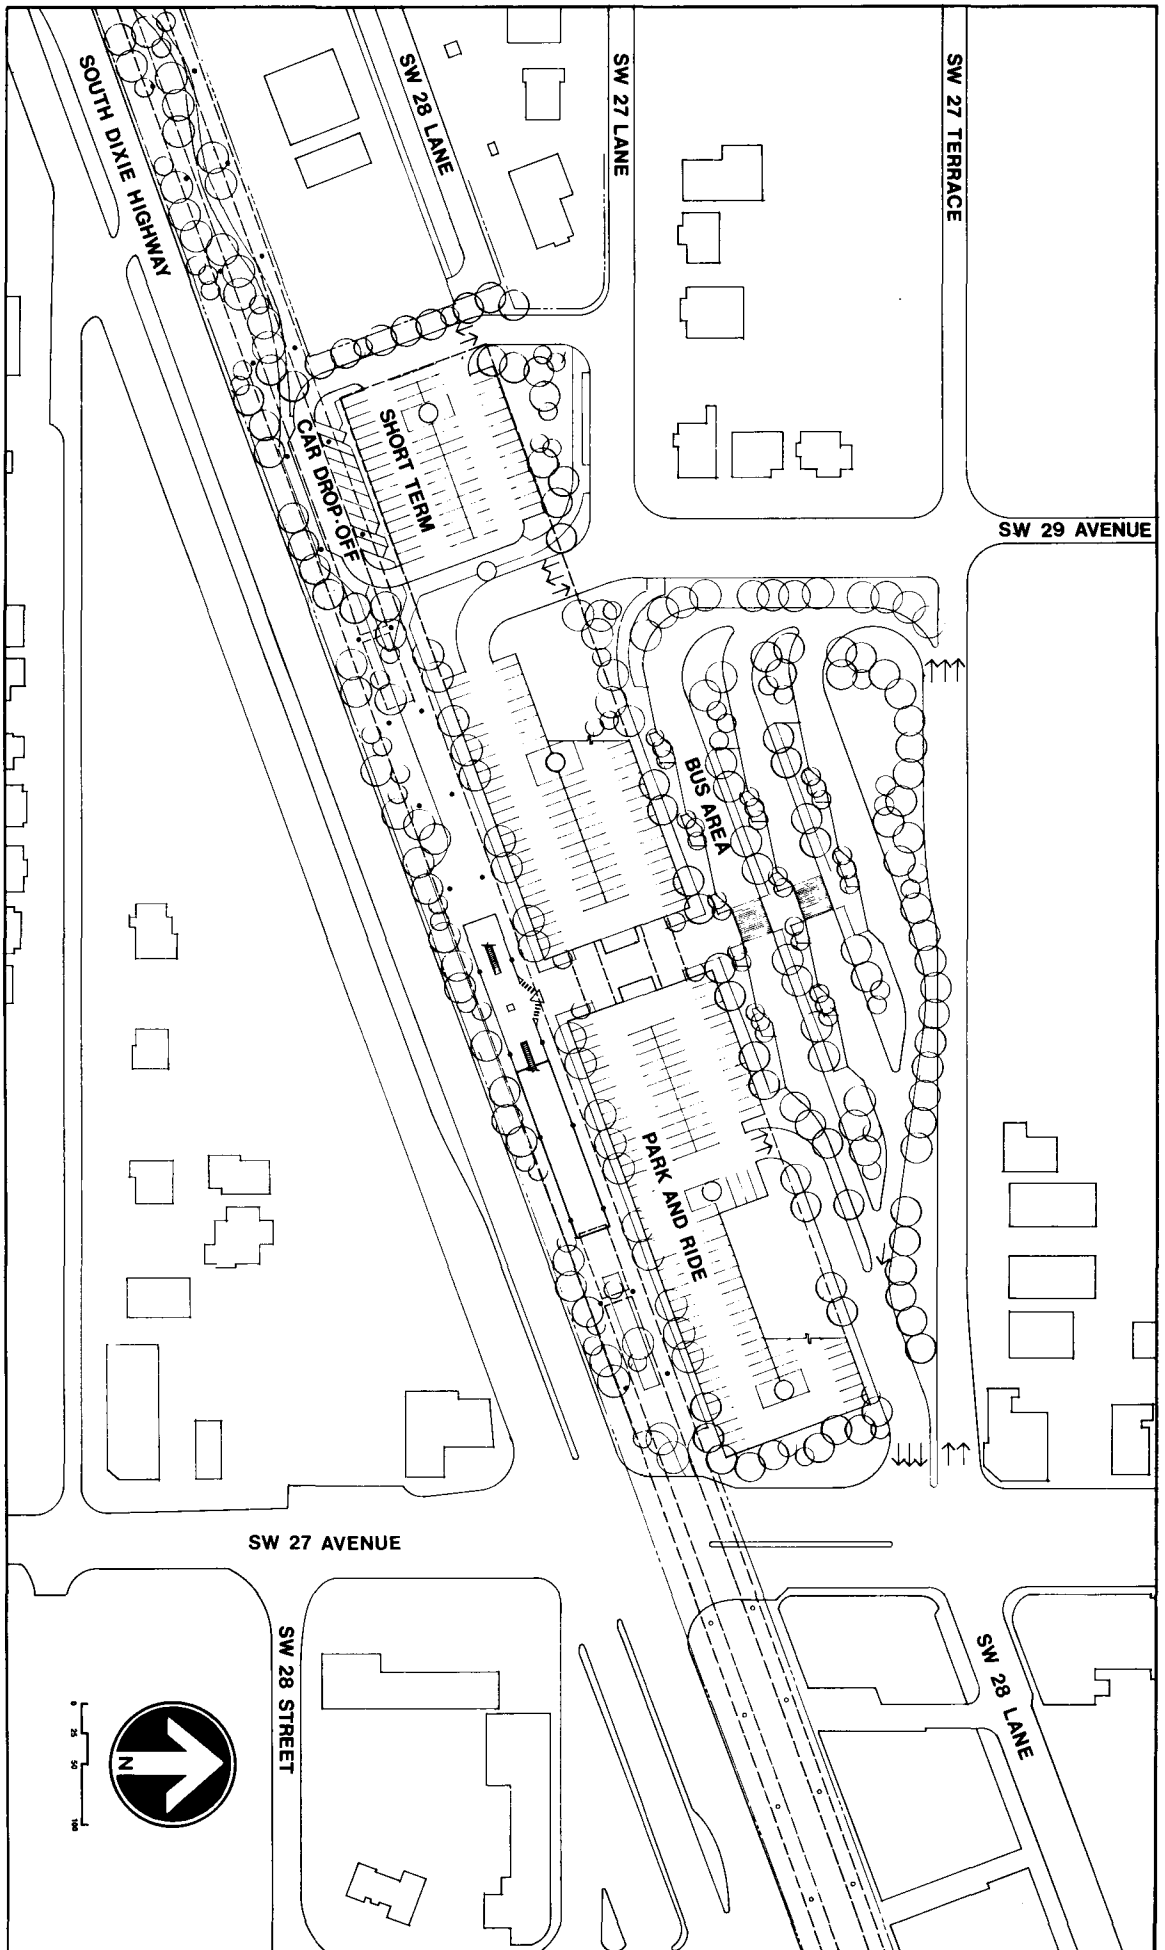 SOUTH DIXIE HIGHWAY
SW 28 LANE
SW 27 LANE
SW 27 TERRACE
SW 29 AVENUE
SHORT TERM
CAR DROP-OFF
BUS AREA
PARK AND RIDE
SW 27 AVENUE
SW 28 STREET
SW 28 LANE
N
0 25 50 100